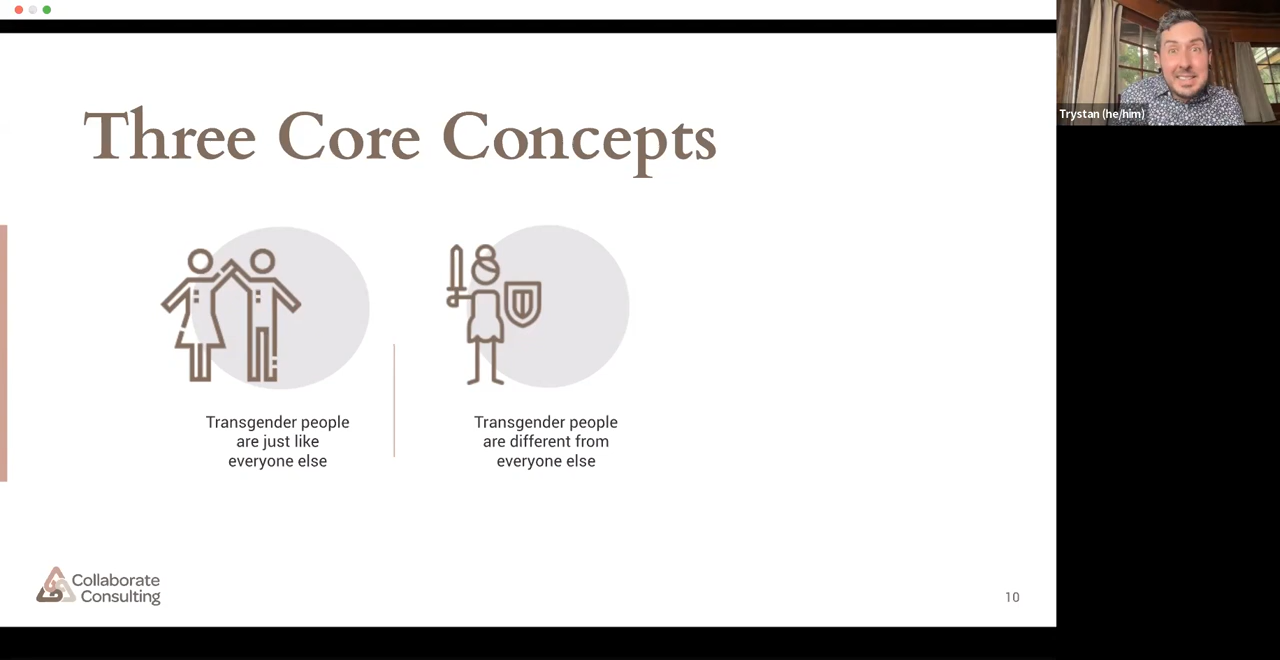 Three Core Concepts
Trystan (he/him)
Transgender people
are just like
everyone else
Transgender people
are different from
everyone else
Collaborate
Consulting
10